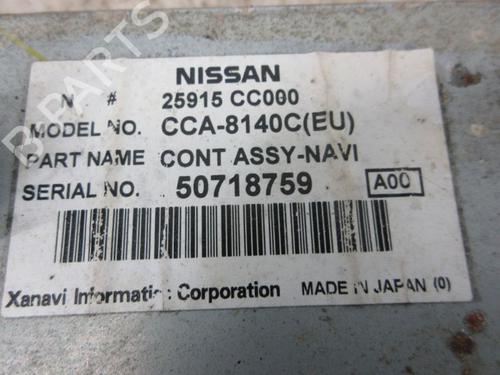 NISSAN
N # 25915 CC000
MODEL NO. CCA-8140C(EU)
PART NAME CONT ASSY-NAVI
SERIAL NO. 50718759 A00
Xanavi Informatic Corporation MADE IN JAPAN (0)
B-PARTS